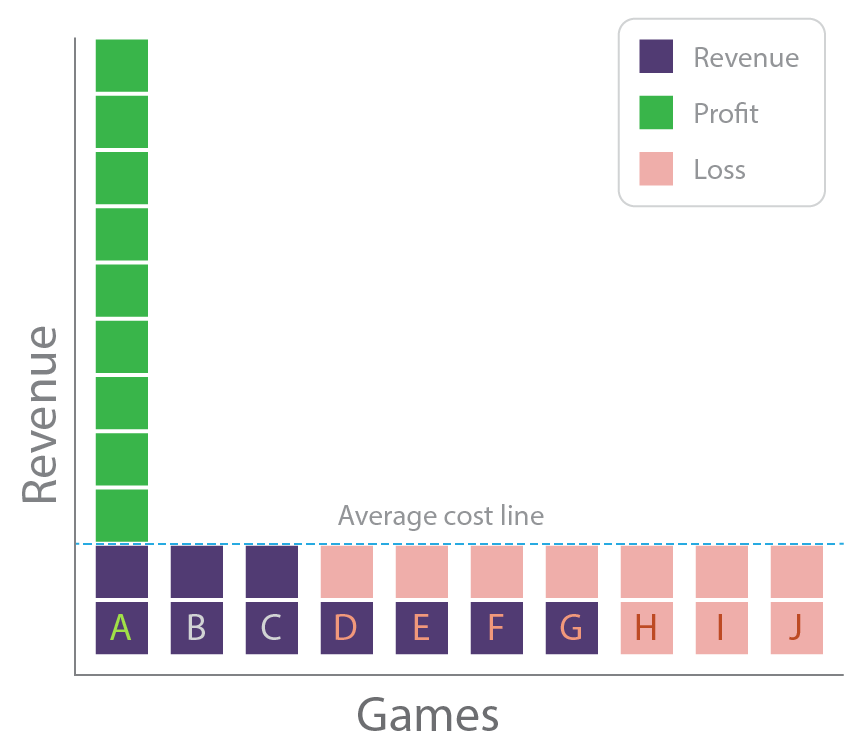 Revenue
Profit
Loss
Revenue
Average cost line
A B C D E F G H I J
Games